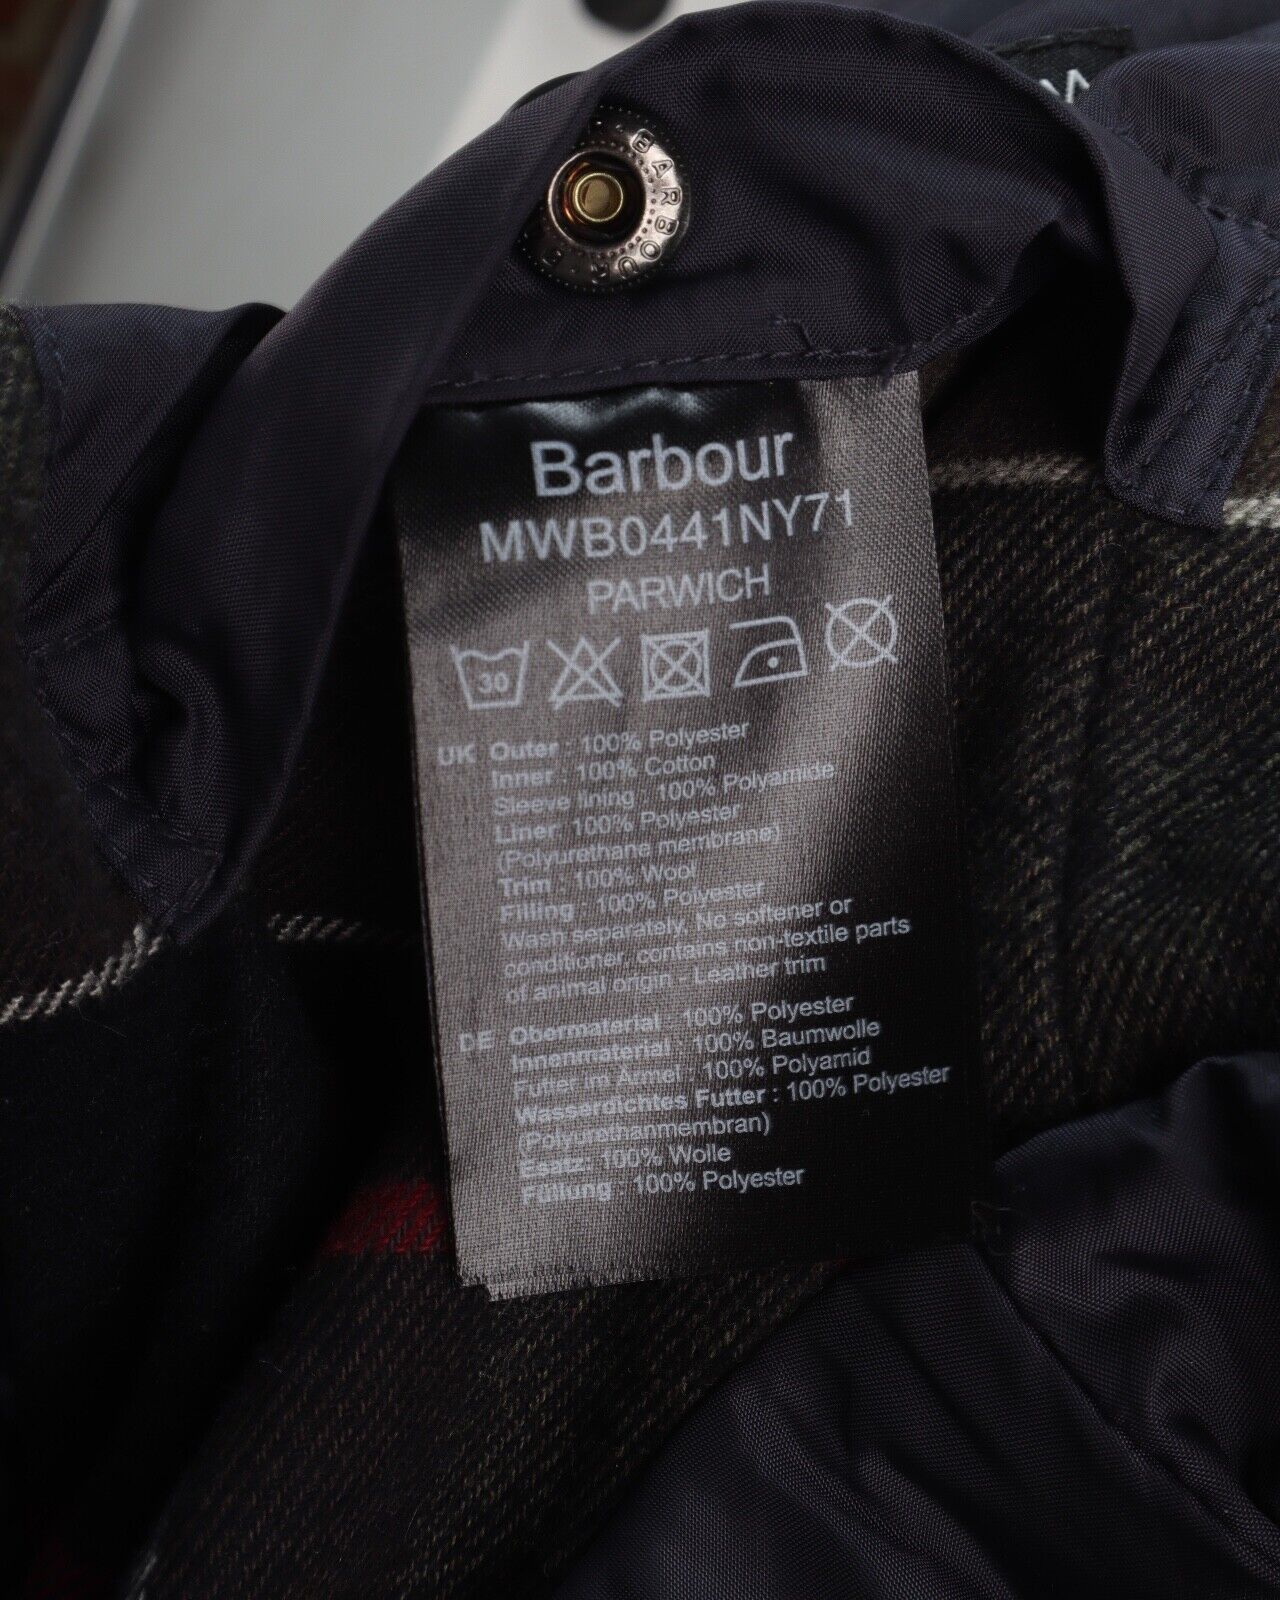 BARBOUR
Barbour
MWB0441NY71
PARWICH
30
UK Outer : 100% Polyester
Inner : 100% Cotton
Sleeve lining : 100% Polyamide
Liner: 100% Polyester
(Polyurethane membrane)
Trim : 100% Wool
Filling : 100% Polyester
Wash separately, No softener or
conditioner, contains non-textile parts
of animal origin - Leather trim
DE Obermaterial : 100% Polyester
Innenmaterial : 100% Baumwolle
Futter im Ärmel : 100% Polyamid
Wasserdichtes Futter : 100% Polyester
(Polyurethanmembran)
Esatz: 100% Wolle
Füllung : 100% Polyester